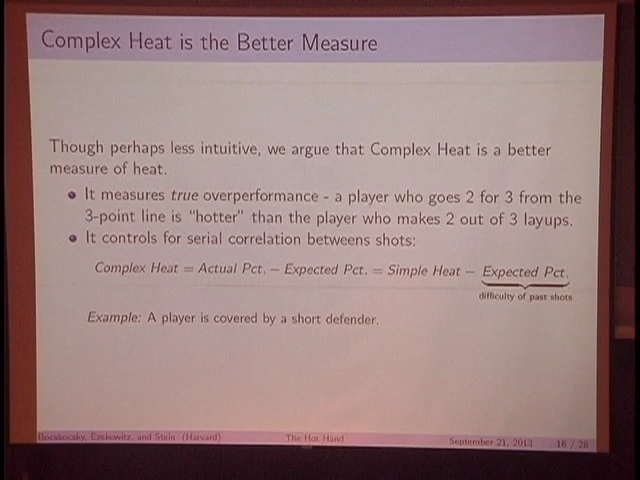 Complex Heat is the Better Measure
Though perhaps less intuitive, we argue that Complex Heat is a better
measure of heat.
It measures true overperformance - a player who goes 2 for 3 from the
3-point line is "hotter" than the player who makes 2 out of 3 layups.
It controls for serial correlation betweens shots:
Complex Heat = Actual Pct. − Expected Pct. = Simple Heat − Expected Pct.
difficulty of past shots
Example: A player is covered by a short defender.
Bocskocsky, Ezekowitz, and Stein (Harvard) The Hot Hand September 21, 2013 16 / 28